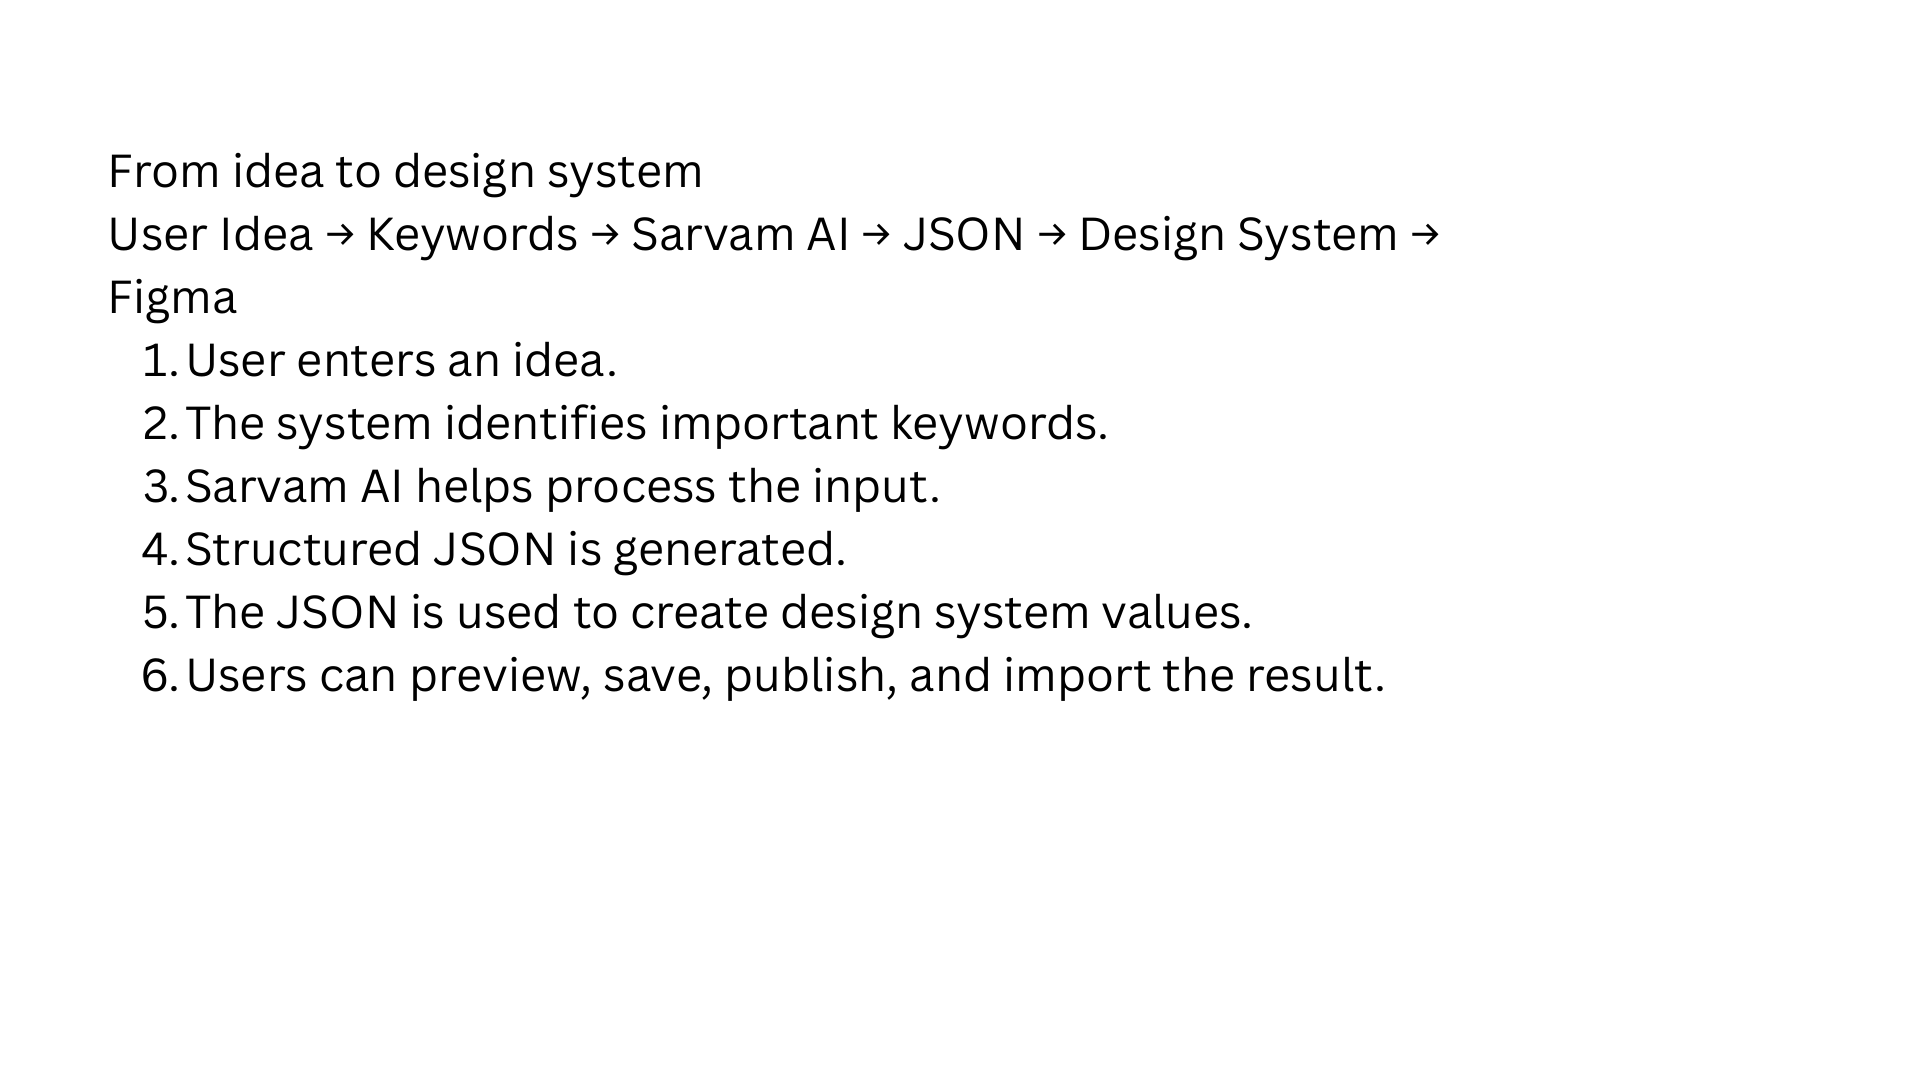 From idea to design system
User Idea → Keywords → Sarvam AI → JSON → Design System →
Figma
1. User enters an idea.
2. The system identifies important keywords.
3. Sarvam AI helps process the input.
4. Structured JSON is generated.
5. The JSON is used to create design system values.
6. Users can preview, save, publish, and import the result.